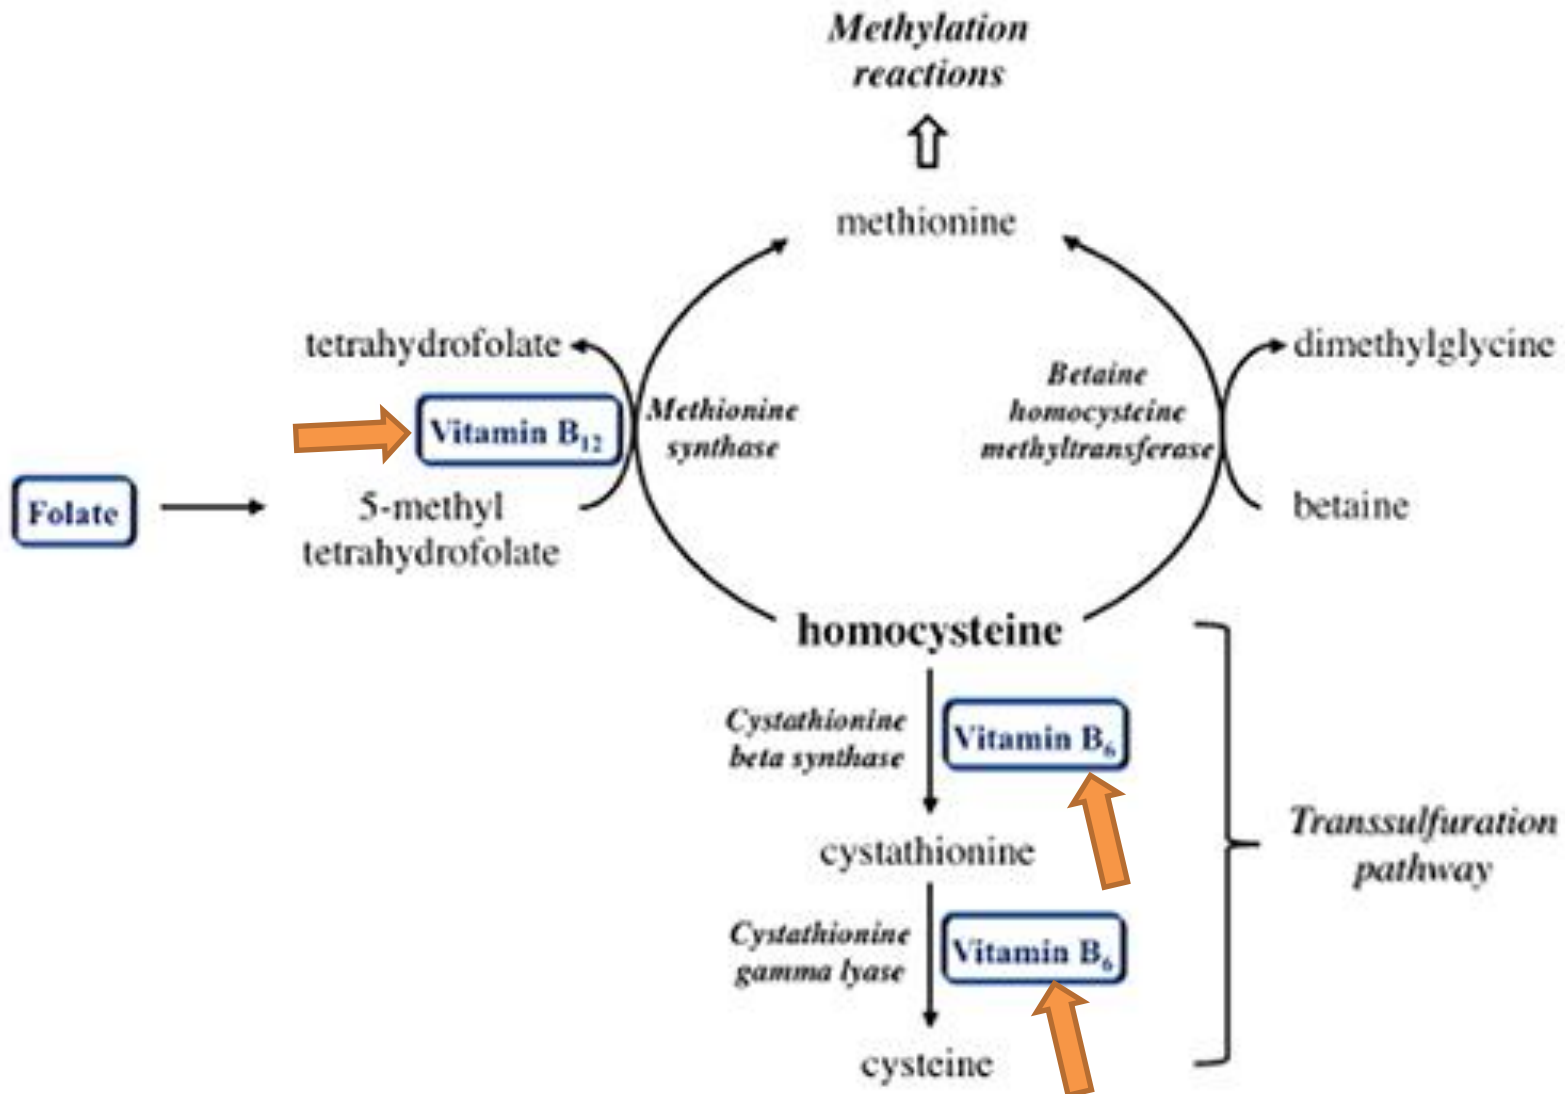 Methylation
reactions
methionine
tetrahydrofolate
dimethylglycine
Vitamin B12
Methionine
synthase
Betaine
homocysteine
methyltransferase
Folate
5-methyl
tetrahydrofolate
betaine
homocysteine
Cystathionine
beta synthase
Vitamin B6
cystathionine
Transsulfuration
pathway
Cystathionine
gamma lyase
Vitamin B6
cysteine